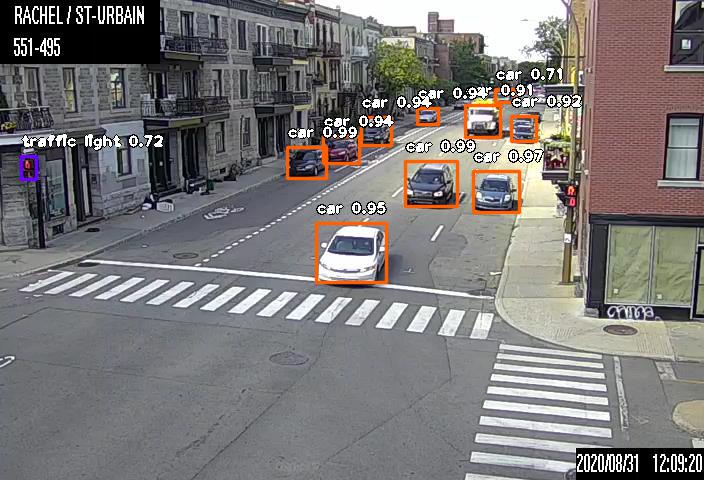 RACHEL / ST-URBAIN
551-495
car 0.71
car 0.94
car 0.91
car 0.94
car 0.92
car 0.94
car 0.99
traffic light 0.72
car 0.99
car 0.97
car 0.95
2020/08/31 12:09:20